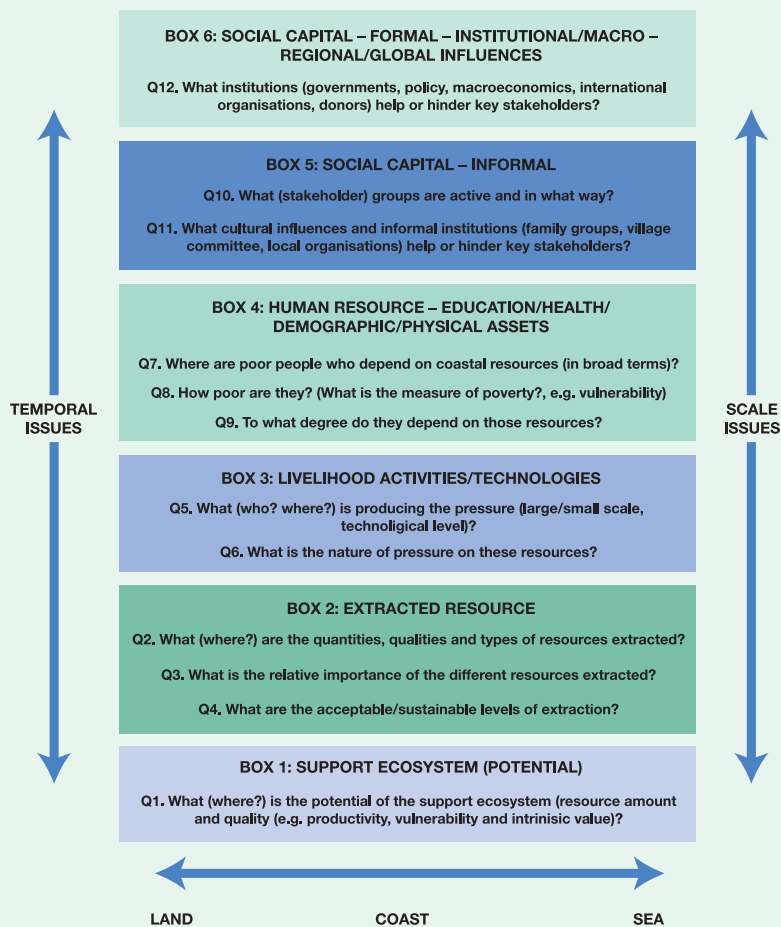 BOX 6: SOCIAL CAPITAL – FORMAL – INSTITUTIONAL/MACRO –
REGIONAL/GLOBAL INFLUENCES
Q12. What institutions (governments, policy, macroeconomics, international
organisations, donors) help or hinder key stakeholders?
BOX 5: SOCIAL CAPITAL – INFORMAL
Q10. What (stakeholder) groups are active and in what way?
Q11. What cultural influences and informal institutions (family groups, village
committee, local organisations) help or hinder key stakeholders?
BOX 4: HUMAN RESOURCE – EDUCATION/HEALTH/
DEMOGRAPHIC/PHYSICAL ASSETS
Q7. Where are poor people who depend on coastal resources (in broad terms)?
Q8. How poor are they? (What is the measure of poverty?, e.g. vulnerability)
Q9. To what degree do they depend on those resources?
TEMPORAL
ISSUES
SCALE
ISSUES
BOX 3: LIVELIHOOD ACTIVITIES/TECHNOLOGIES
Q5. What (who? where?) is producing the pressure (large/small scale,
technoligical level)?
Q6. What is the nature of pressure on these resources?
BOX 2: EXTRACTED RESOURCE
Q2. What (where?) are the quantities, qualities and types of resources extracted?
Q3. What is the relative importance of the different resources extracted?
Q4. What are the acceptable/sustainable levels of extraction?
BOX 1: SUPPORT ECOSYSTEM (POTENTIAL)
Q1. What (where?) is the potential of the support ecosystem (resource amount
and quality (e.g. productivity, vulnerability and intrinisic value)?
LAND
COAST
SEA